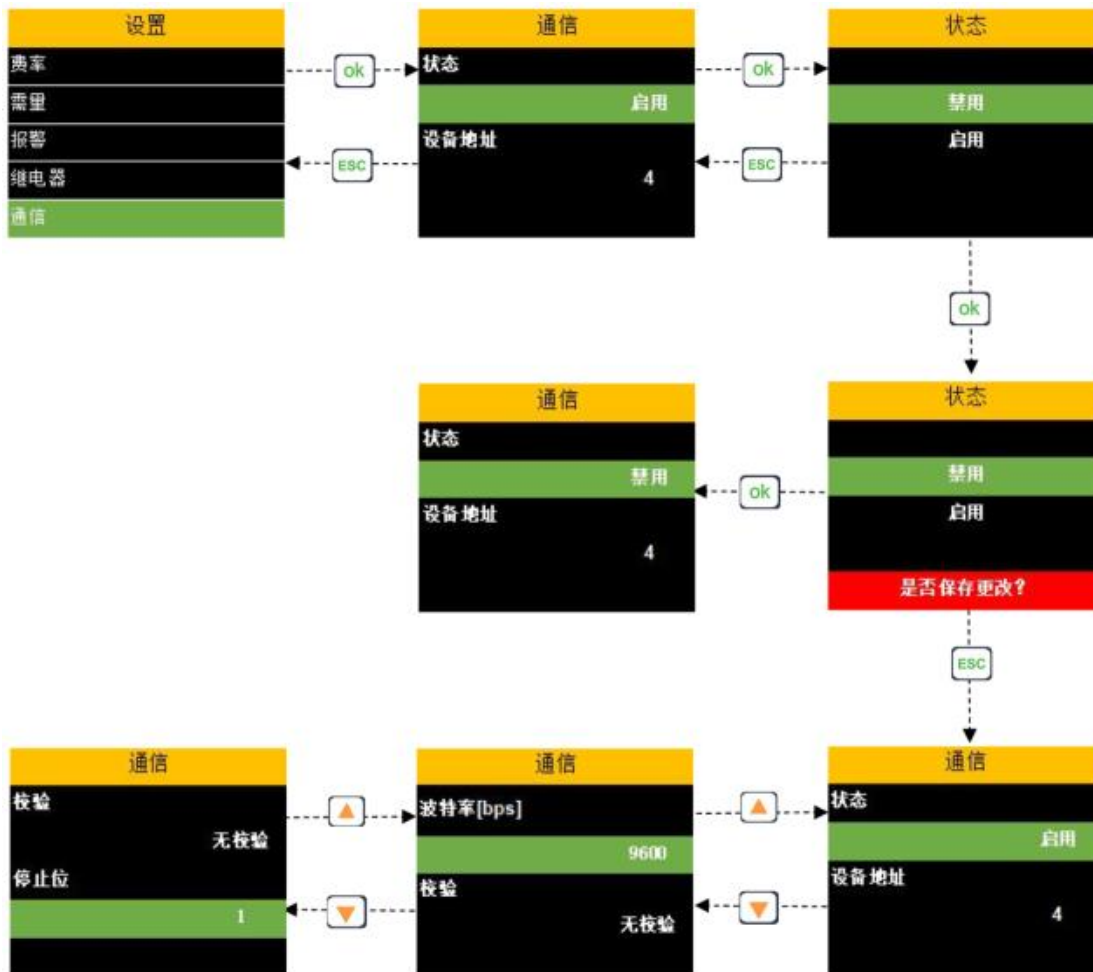 设置
费率
需量
报警
继电器
通信
ok
ESC
通信
状态
启用
设备地址
4
ok
ESC
状态
禁用
启用
ok
通信
状态
禁用
设备地址
4
ok
状态
禁用
启用
是否保存更改?
ESC
通信
校验
无校验
停止位
1
通信
波特率[bps]
9600
校验
无校验
通信
状态
启用
设备地址
4